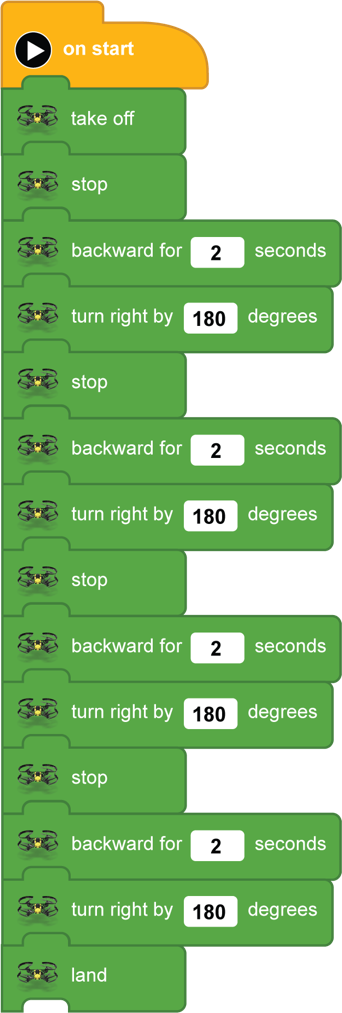 on start
take off
stop
backward for 2 seconds
turn right by 180 degrees
stop
backward for 2 seconds
turn right by 180 degrees
stop
backward for 2 seconds
turn right by 180 degrees
stop
backward for 2 seconds
turn right by 180 degrees
land